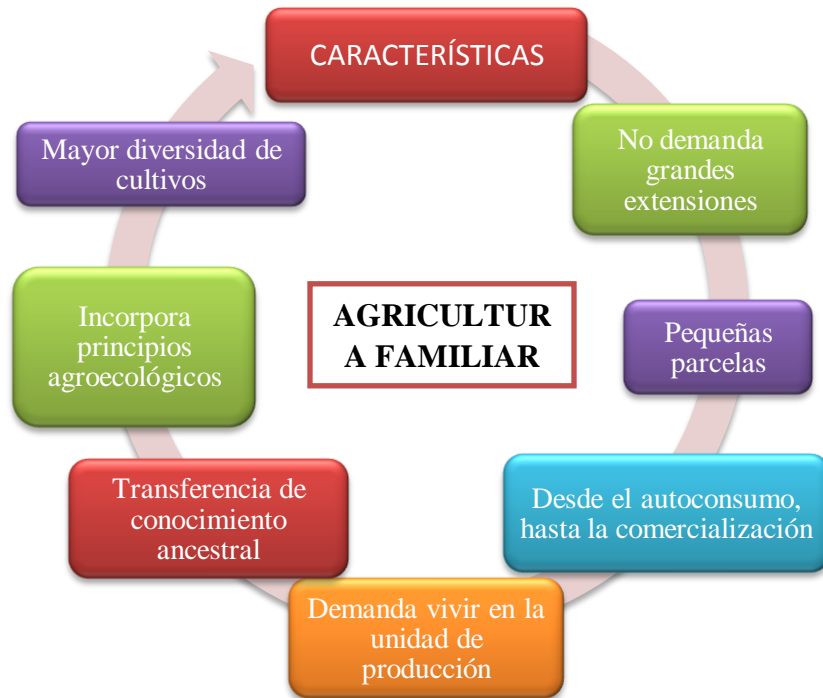 CARACTERÍSTICAS
No demanda
grandes
extensiones
Pequeñas
parcelas
Desde el autoconsumo,
hasta la comercialización
Demanda vivir en la
unidad de
producción
Transferencia de
conocimiento
ancestral
Incorpora
principios
agroecológicos
Mayor diversidad de
cultivos
AGRICULTUR
A FAMILIAR